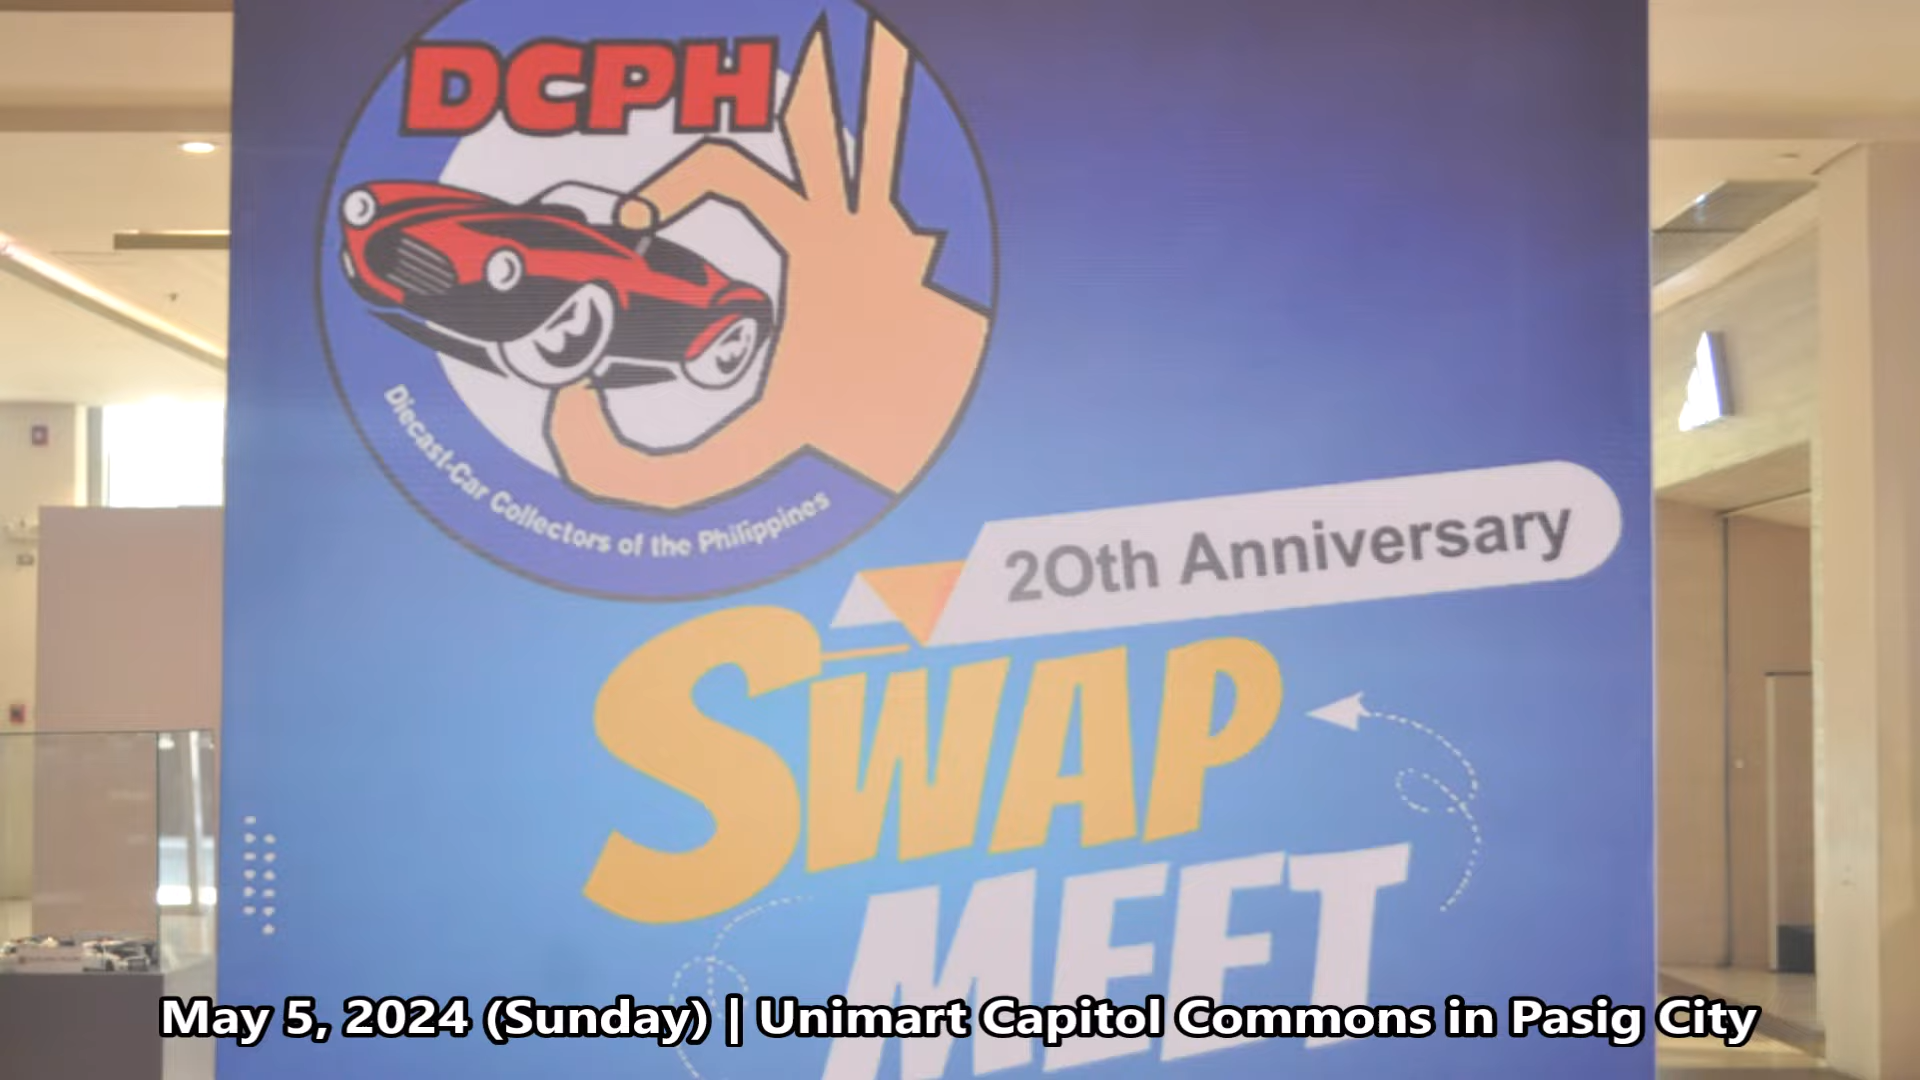 DCPH
Diecast-Car Collectors of the Philippines
20th Anniversary
SWAP
MEET
May 5, 2024 (Sunday) | Unimart Capitol Commons in Pasig City